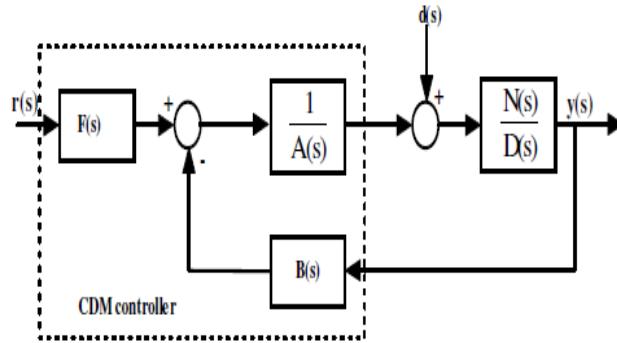 d(s)
r(s)
F(s)
+
-
1
A(s)
+
N(s)
D(s)
y(s)
B(s)
CDM controller